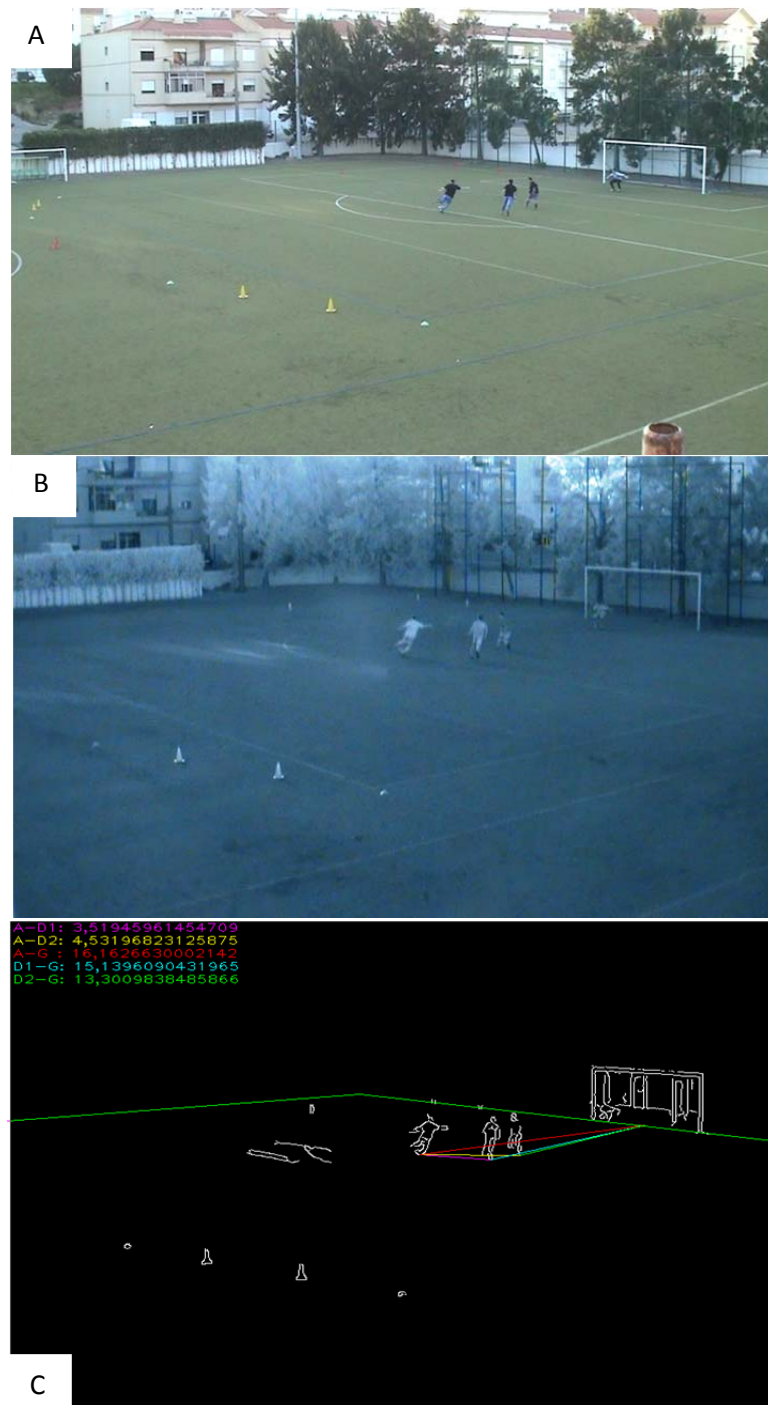 A
B
A-D1: 3,51945961454709
A-D2: 4,53196823125875
A-G : 16,1626630002142
D1-G: 15,1396090431965
D2-G: 13,3009838485866
C